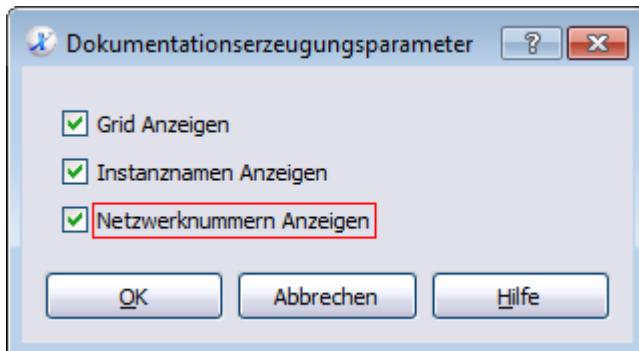 Dokumentationserzeugungsparameter
Grid Anzeigen
Instanznamen Anzeigen
Netzwerknummern Anzeigen
OK Abbrechen Hilfe